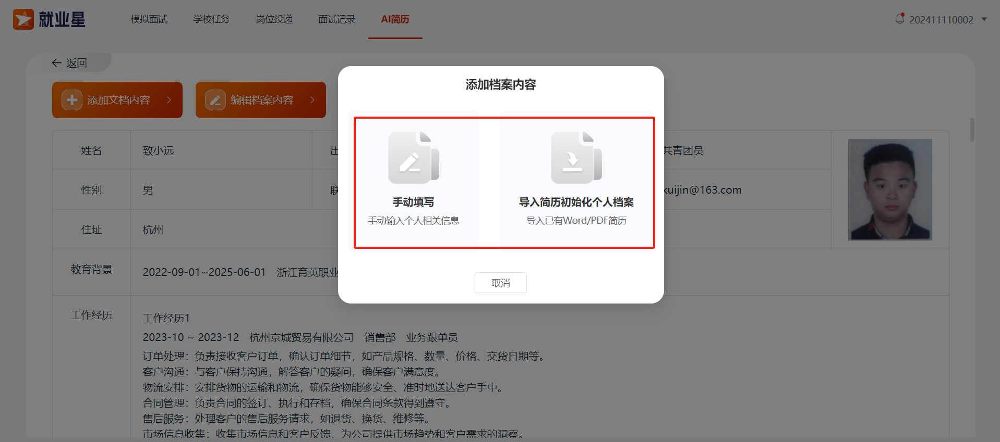 就业星
模拟面试 学校任务 岗位投递 面试记录 AI简历 202411110002
返回
添加文档内容 编辑档案内容
添加档案内容
手动填写
手动输入个人相关信息
导入简历初始化个人档案
导入已有Word/PDF简历
取消
姓名 致小远 出 共青团员
性别 男 联 kuijin@163.com
住址 杭州
教育背景 2022-09-01~2025-06-01 浙江育英职业
工作经历 工作经历1
2023-10 ~ 2023-12 杭州京城贸易有限公司 销售部 业务跟单员
订单处理：负责接收客户订单，确认订单细节，如产品规格、数量、价格、交货日期等。
客户沟通：与客户保持沟通，解答客户的疑问，确保客户满意度。
物流安排：安排货物的运输和物流，确保货物能够安全、准时地送达客户手中。
合同管理：负责合同的签订、执行和存档，确保合同条款得到遵守。
售后服务：处理客户的售后服务请求，如退货、换货、维修等。
市场信息收集：收集市场信息和客户反馈，为公司提供市场趋势和客户需求的洞察。